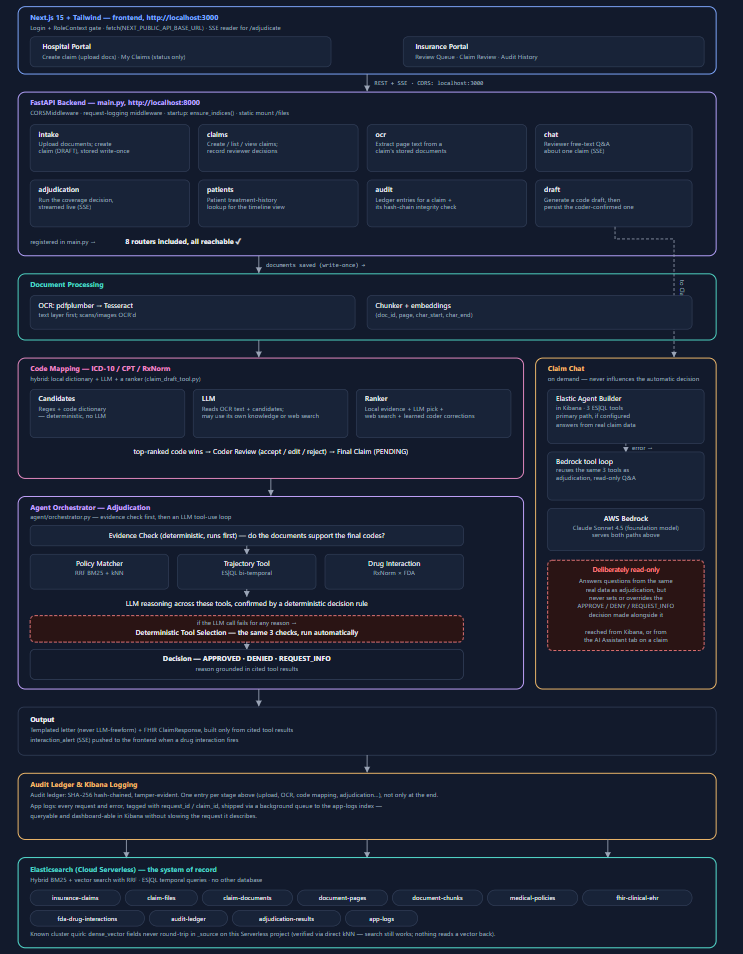 Next.js 15 + Tailwind — frontend, http://localhost:3000
Login + RoleContext gate · fetch(NEXT_PUBLIC_API_BASE_URL) · SSE reader for /adjudicate
Hospital Portal
Create claim (upload docs) · My Claims (status only)
Insurance Portal
Review Queue · Claim Review · Audit History
REST + SSE · CORS: localhost:3000
FastAPI Backend — main.py, http://localhost:8000
CORSMiddleware · request-logging middleware · startup: ensure_indices() · static mount /files
intake
Upload documents; create
claim (DRAFT), stored write-once
claims
Create / list / view claims;
record reviewer decisions
ocr
Extract page text from a
claim's stored documents
chat
Reviewer free-text Q&A
about one claim (SSE)
adjudication
Run the coverage decision,
streamed live (SSE)
patients
Patient treatment-history
lookup for the timeline view
audit
Ledger entries for a claim +
its hash-chain integrity check
draft
Generate a code draft, then
persist the coder-confirmed one
registered in main.py →
8 routers included, all reachable ✓
documents saved (write-once) →
Document Processing
OCR: pdfplumber → Tesseract
text layer first; scans/images OCR'd
Chunker + embeddings
(doc_id, page, char_start, char_end)
Code Mapping — ICD-10 / CPT / RxNorm
hybrid: local dictionary + LLM + a ranker (claim_draft_tool.py)
Candidates
Regex + code dictionary
— deterministic, no LLM
LLM
Reads OCR text + candidates;
may use its own knowledge or web search
Ranker
Local evidence + LLM pick +
web search + learned coder corrections
top-ranked code wins → Coder Review (accept / edit / reject) → Final Claim (PENDING)
Claim Chat
on demand — never influences the automatic decision
Elastic Agent Builder
in Kibana · 3 ES|QL tools
primary path, if configured
answers from real claim data
error →
Bedrock tool loop
reuses the same 3 tools as
adjudication, read-only Q&A
AWS Bedrock
Claude Sonnet 4.5 (foundation model)
serves both paths above
Deliberately read-only
Answers questions from the same
real data as adjudication, but
never sets or overrides the
APPROVE / DENY / REQUEST_INFO
decision made alongside it
reached from Kibana, or from
the AI Assistant tab on a claim
Agent Orchestrator — Adjudication
agent/orchestrator.py — evidence check first, then an LLM tool-use loop
Evidence Check (deterministic, runs first) — do the documents support the final codes?
Policy Matcher
RRF BM25 + kNN
Trajectory Tool
ES|QL bi-temporal
Drug Interaction
RxNorm + FDA
LLM reasoning across these tools, confirmed by a deterministic decision rule
if the LLM call fails for any reason →
Deterministic Tool Selection — the same 3 checks, run automatically
Decision — APPROVED · DENIED · REQUEST_INFO
reason grounded in cited tool results
Output
Templated letter (never LLM-freeform) + FHIR ClaimResponse, built only from cited tool results
interaction_alert (SSE) pushed to the frontend when a drug interaction fires
Audit Ledger & Kibana Logging
Audit ledger: SHA-256 hash-chained, tamper-evident. One entry per stage above (upload, OCR, code mapping, adjudication...), not only at the end.
App logs: every request and error, tagged with request_id / claim_id, shipped via a background queue to the app-logs index —
queryable and dashboard-able in Kibana without slowing the request it describes.
Elasticsearch (Cloud Serverless) — the system of record
Hybrid BM25 + vector search with RRF · ES|QL temporal queries · no other database
insurance-claims
claim-files
claim-documents
document-pages
document-chunks
medical-policies
fhir-clinical-ehr
fda-drug-interactions
audit-ledger
adjudication-results
app-logs
Known cluster quirk: dense_vector fields never round-trip in _source on this Serverless project (verified via direct kNN — search still works; nothing reads a vector back).